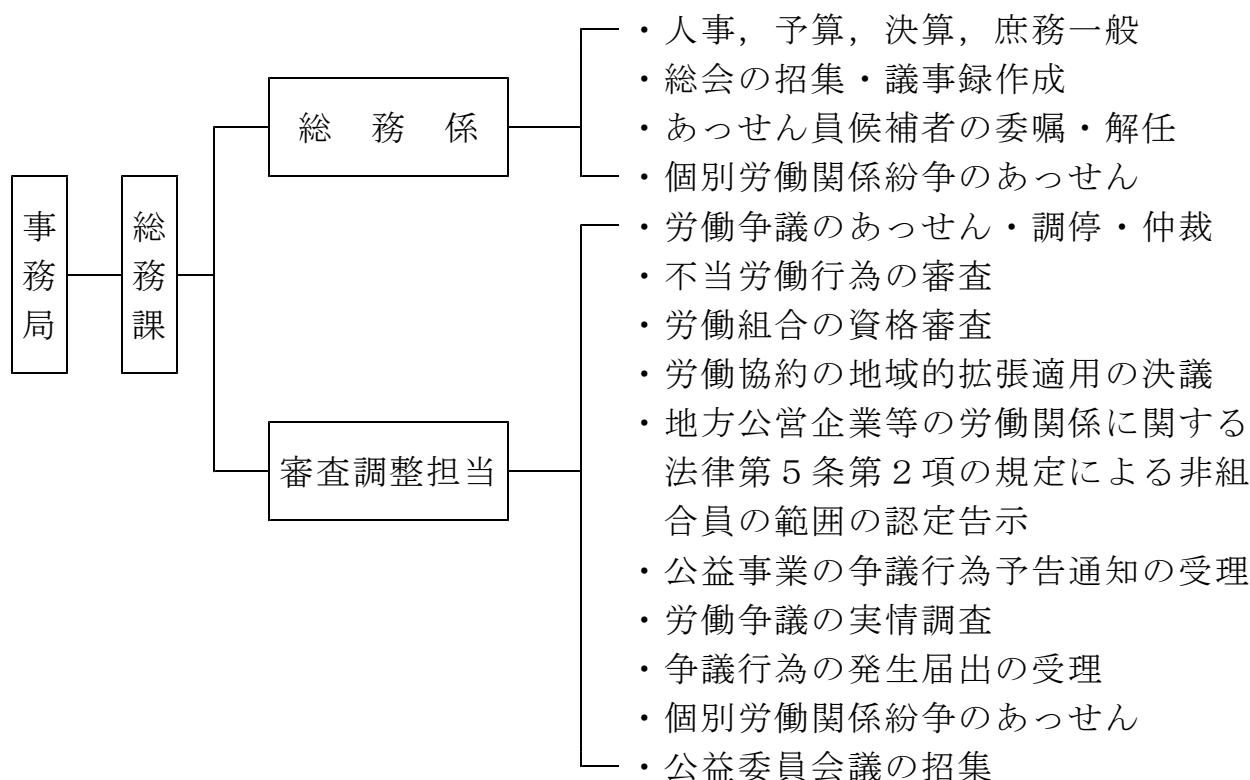 事務局
総務課
総務係
・人事，予算，決算，庶務一般
・総会の招集・議事録作成
・あっせん員候補者の委嘱・解任
・個別労働関係紛争のあっせん
審査調整担当
・労働争議のあっせん・調停・仲裁
・不当労働行為の審査
・労働組合の資格審査
・労働協約の地域的拡張適用の決議
・地方公営企業等の労働関係に関する
法律第５条第２項の規定による非組
合員の範囲の認定告示
・公益事業の争議行為予告通知の受理
・労働争議の実情調査
・争議行為の発生届出の受理
・個別労働関係紛争のあっせん
・公益委員会議の招集